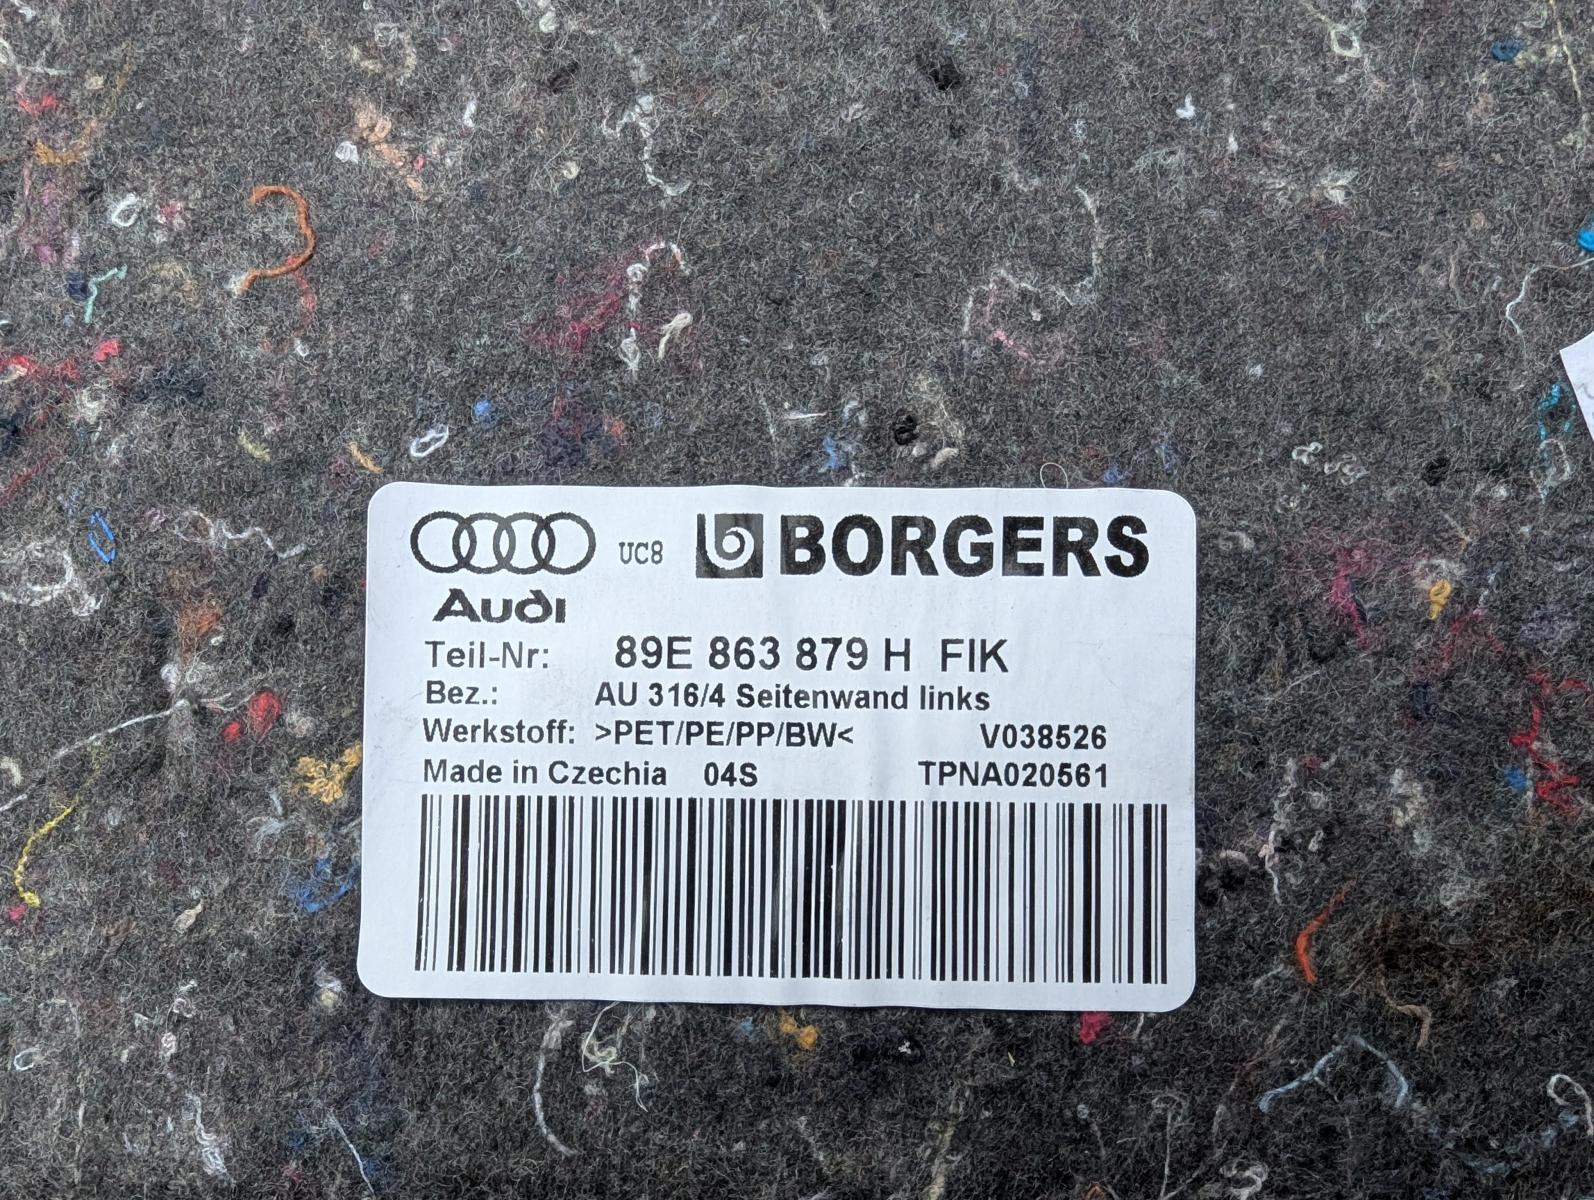 UC8 BORGERS
Audi
Teil-Nr: 89E 863 879 H FIK
Bez.: AU 316/4 Seitenwand links
Werkstoff: >PET/PE/PP/BW< V038526
Made in Czechia 04S TPNA020561